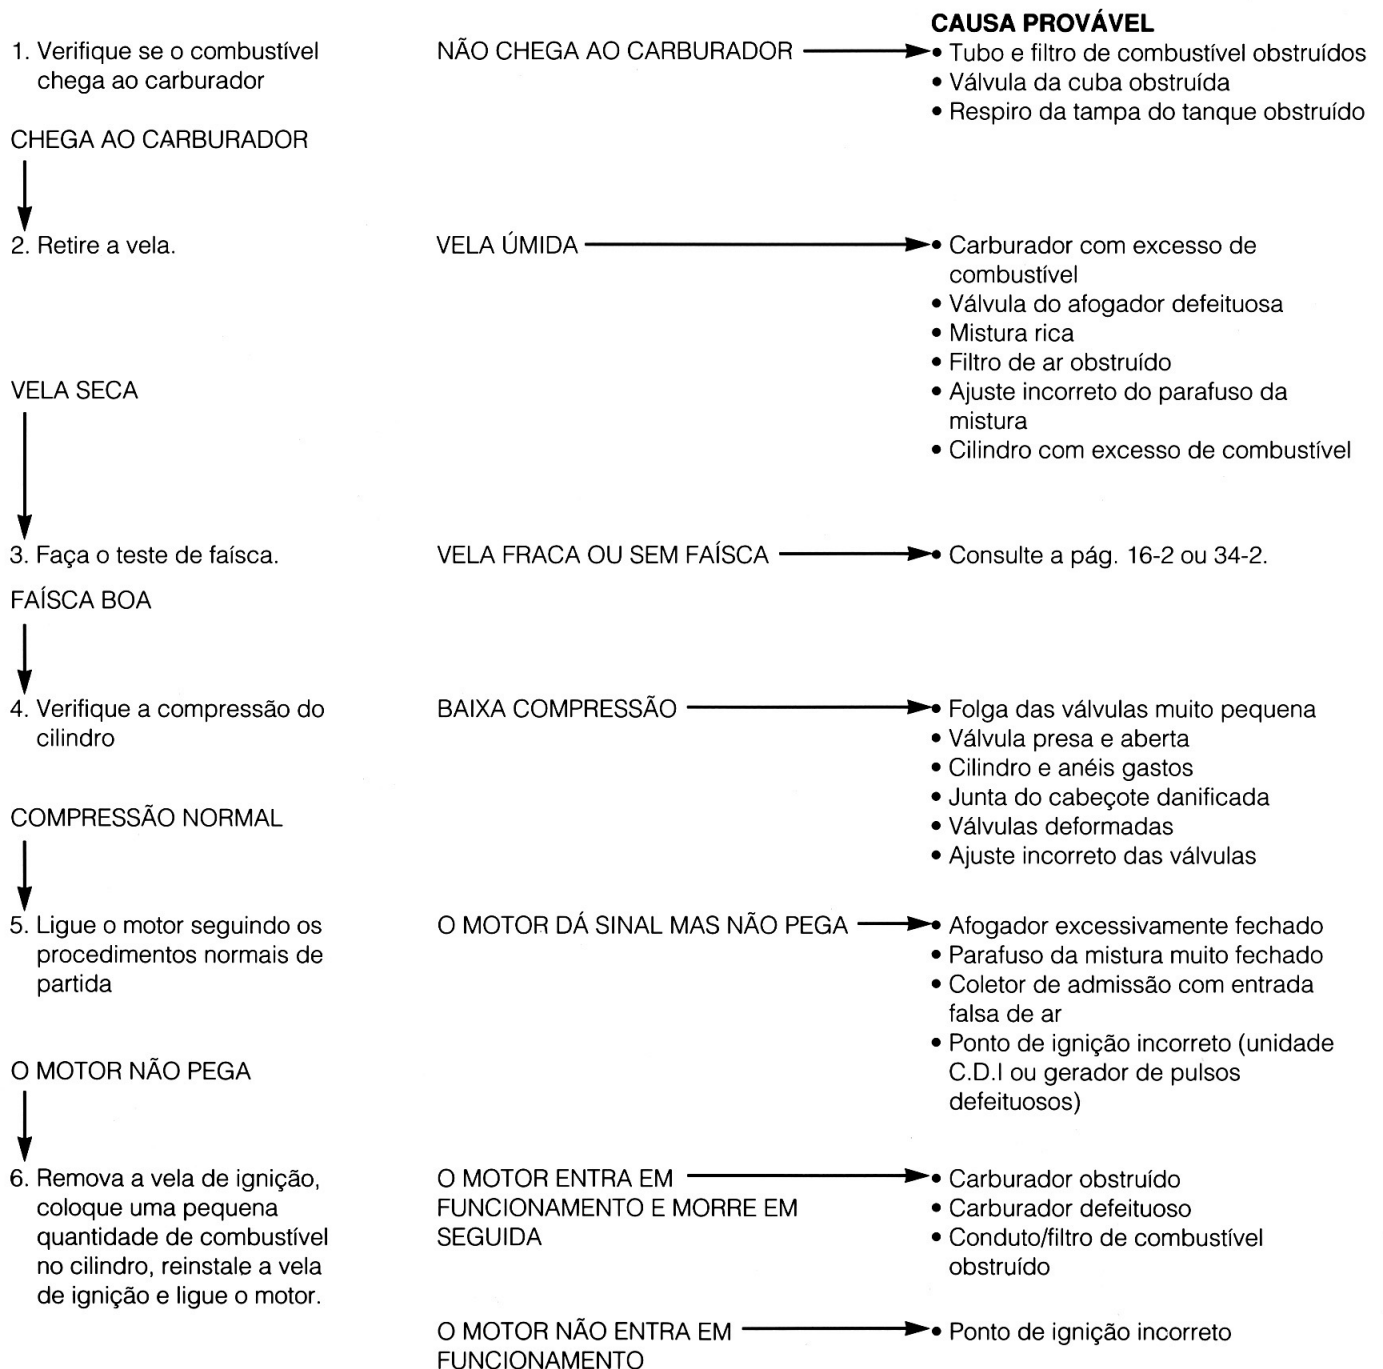 CAUSA PROVÁVEL
1. Verifique se o combustível
chega ao carburador
NÃO CHEGA AO CARBURADOR
• Tubo e filtro de combustível obstruídos
• Válvula da cuba obstruída
• Respiro da tampa do tanque obstruído
CHEGA AO CARBURADOR
2. Retire a vela.
VELA ÚMIDA
• Carburador com excesso de
combustível
• Válvula do afogador defeituosa
• Mistura rica
• Filtro de ar obstruído
• Ajuste incorreto do parafuso da
mistura
• Cilindro com excesso de combustível
VELA SECA
3. Faça o teste de faísca.
VELA FRACA OU SEM FAÍSCA
• Consulte a pág. 16-2 ou 34-2.
FAÍSCA BOA
4. Verifique a compressão do
cilindro
BAIXA COMPRESSÃO
• Folga das válvulas muito pequena
• Válvula presa e aberta
• Cilindro e anéis gastos
• Junta do cabeçote danificada
• Válvulas deformadas
• Ajuste incorreto das válvulas
COMPRESSÃO NORMAL
5. Ligue o motor seguindo os
procedimentos normais de
partida
O MOTOR DÁ SINAL MAS NÃO PEGA
• Afogador excessivamente fechado
• Parafuso da mistura muito fechado
• Coletor de admissão com entrada
falsa de ar
• Ponto de ignição incorreto (unidade
C.D.I ou gerador de pulsos
defeituosos)
O MOTOR NÃO PEGA
6. Remova a vela de ignição,
coloque uma pequena
quantidade de combustível
no cilindro, reinstale a vela
de ignição e ligue o motor.
O MOTOR ENTRA EM
FUNCIONAMENTO E MORRE EM
SEGUIDA
• Carburador obstruído
• Carburador defeituoso
• Conduto/filtro de combustível
obstruído
O MOTOR NÃO ENTRA EM
FUNCIONAMENTO
• Ponto de ignição incorreto